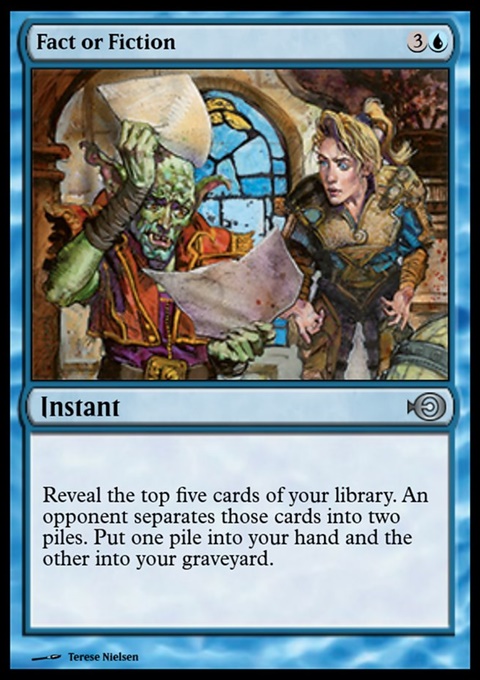 Fact or Fiction 3
Instant
Reveal the top five cards of your library. An
opponent separates those cards into two
piles. Put one pile into your hand and the
other into your graveyard.
Terese Nielsen